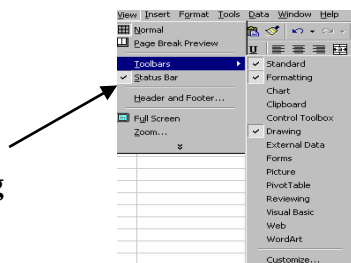 View Insert Format Tools Data Window Help
Normal
Page Break Preview
Toolbars
Status Bar
Header and Footer...
Full Screen
Zoom...
U
Standard
Formatting
Chart
Clipboard
Control Toolbox
Drawing
External Data
Forms
Picture
PivotTable
Reviewing
Visual Basic
Web
WordArt
Customize...
g